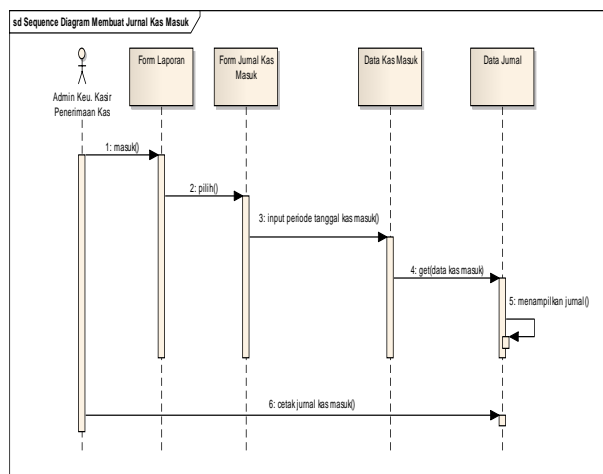 sd Sequence Diagram Membuat Jurnal Kas Masuk
Admin Keu. Kasir
Penerimaan Kas
Form Laporan
Form Jurnal Kas
Masuk
Data Kas Masuk
Data Jurnal
1: masuk()
2: pilih()
3: input periode tanggal kas masuk()
4: get(data kas masuk)
5: menampilkan jurnal()
6: cetak jurnal kas masuk()